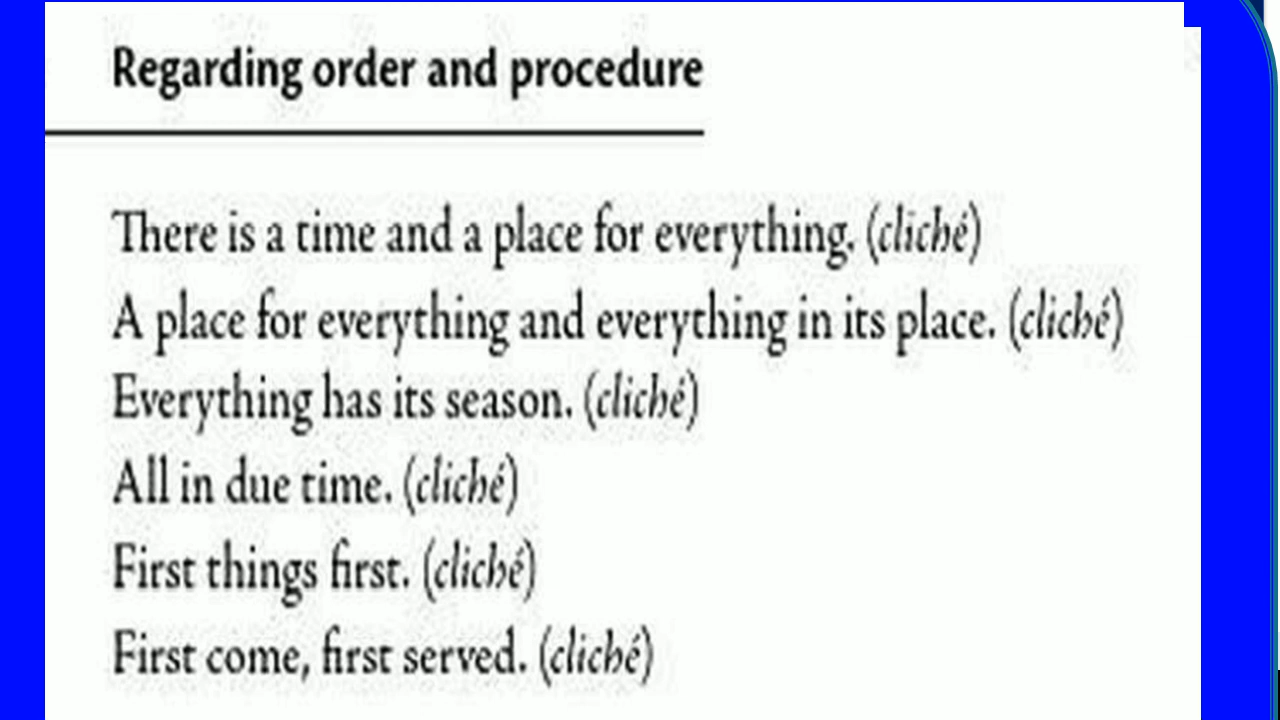 Regarding order and procedure
There is a time and a place for everything. (cliché)
A place for everything and everything in its place. (cliché)
Everything has its season. (cliché)
All in due time. (cliché)
First things first. (cliché)
First come, first served. (cliché)